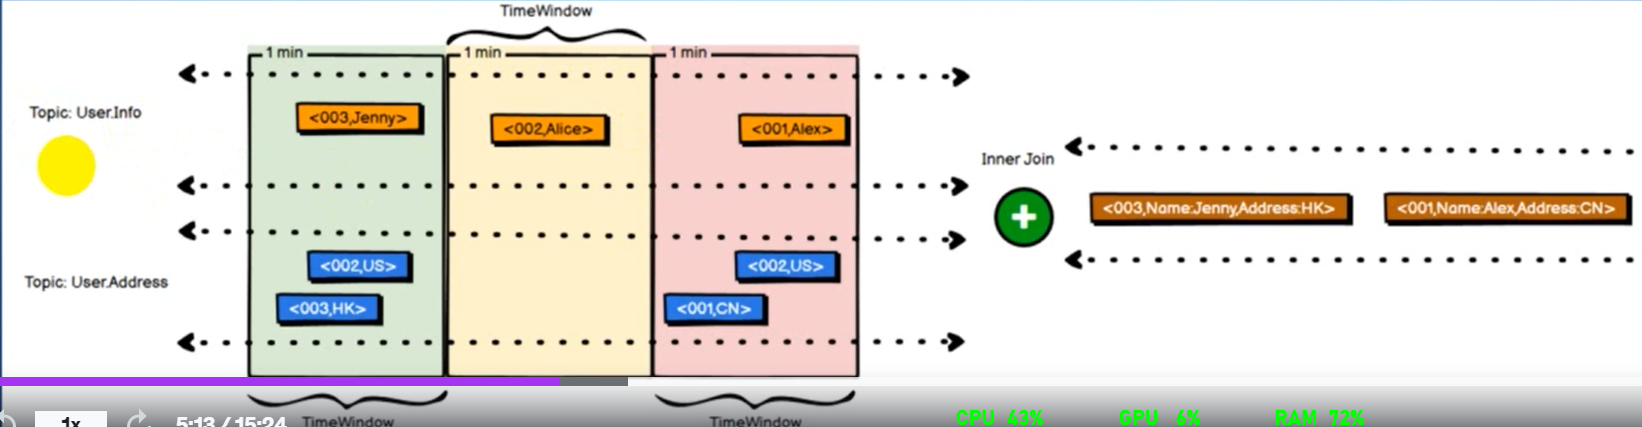 TimeWindow
1 min
1 min
1 min
Topic: User.Info
<003,Jenny>
<002,Alice>
<001,Alex>
Inner Join
<003,Name:Jenny,Address:HK>
<001,Name:Alex,Address:CN>
Topic: User.Address
<002,US>
<002,US>
<003,HK>
<001,CN>
1x
5:13 / 15:24
TimeWindow
TimeWindow
CPU 43%
GPU 6%
RAM 72%